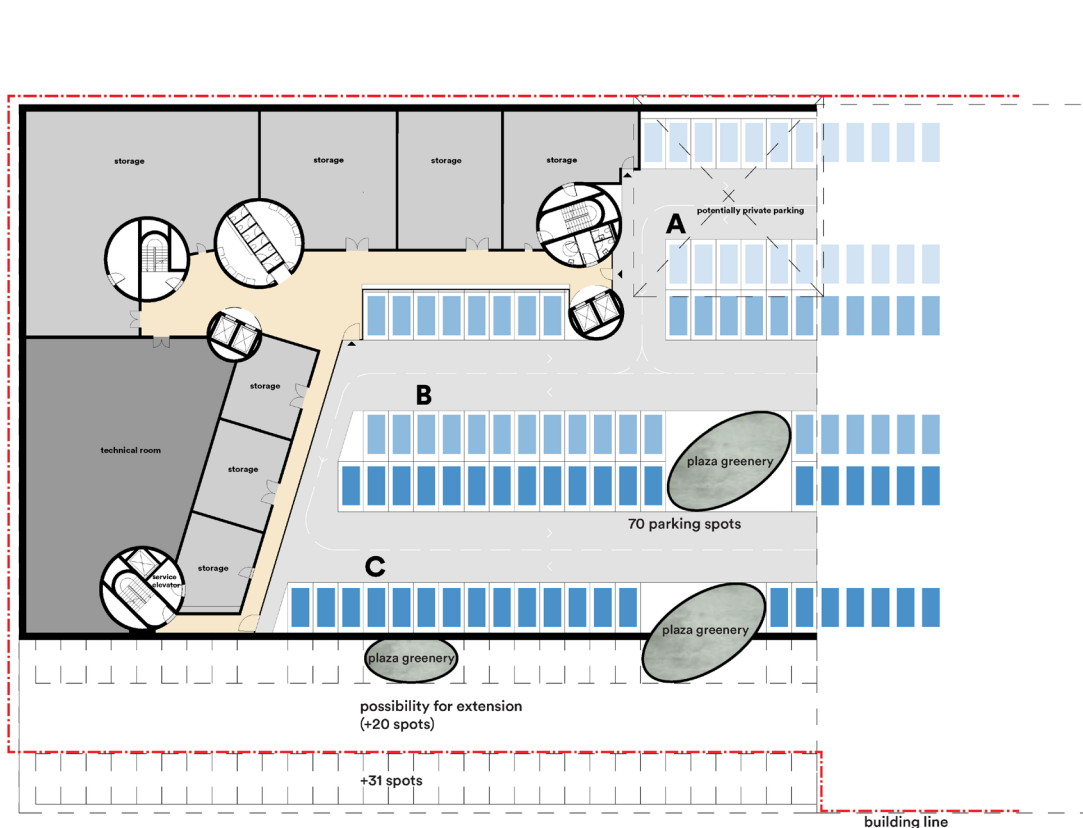 storage
storage
storage
storage
potentially private parking
A
B
storage
technical room
storage
plaza greenery
70 parking spots
C
storage
service
elevator
plaza greenery
plaza greenery
possibility for extension
(+20 spots)
+31 spots
building line